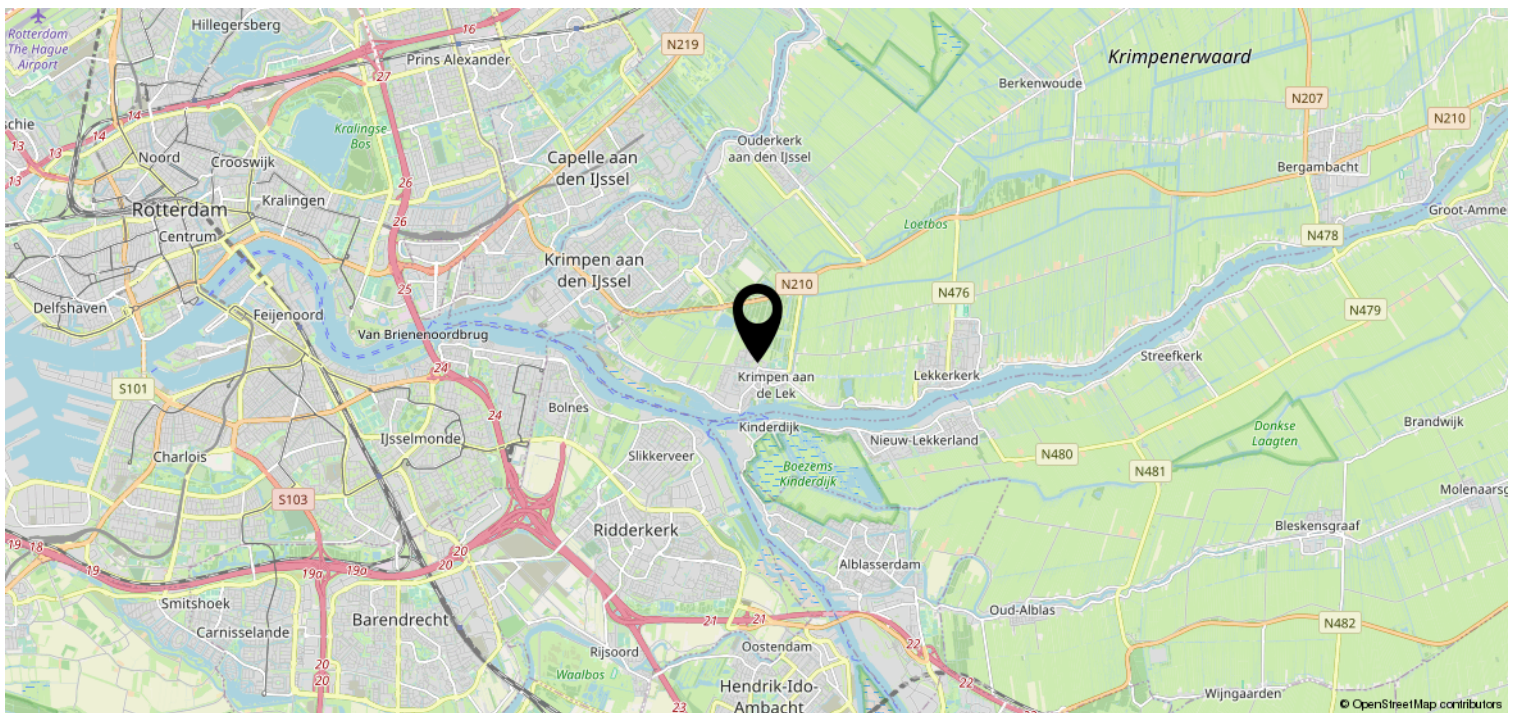 Hillegersberg
16
Rotterdam
The Hague
Airport
Prins Alexander
N219
Krimpenerwaard
27
Berkenwoude
N207
N210
schie
14
14
13
13
13
Kralingse
Bos
Noord
Crooswijk
Ouderkerk
aan den IJssel
Capelle aan
den IJssel
Bergambacht
26
Kralingen
Rotterdam
Centrum
26
Loetbos
Groot-Amme
N478
Krimpen aan
den IJssel
25
N210
N476
Delfshaven
Feijenoord
N479
Van Brienenoordbrug
Streefkerk
24
S101
Krimpen aan
de Lek
Lekkerkerk
24
Bolnes
Kinderdijk
Brandwijk
IJsselmonde
Nieuw-Lekkerland
Donkse
Laagten
Charlois
Slikkerveer
N480
N481
Boezems
Kinderdijk
S103
Molenaarsg
Ridderkerk
Bleskensgraaf
19
18
20
20
19
19a
19a
Alblasserdam
Smitshoek
Carnisselande
Barendrecht
Oud-Alblas
21
21
N482
22
Rijsoord
Oostendam
20
20
Waalbos
22
Hendrik-Ido-
Ambacht
Wijngaarden
23
© OpenStreetMap contributors